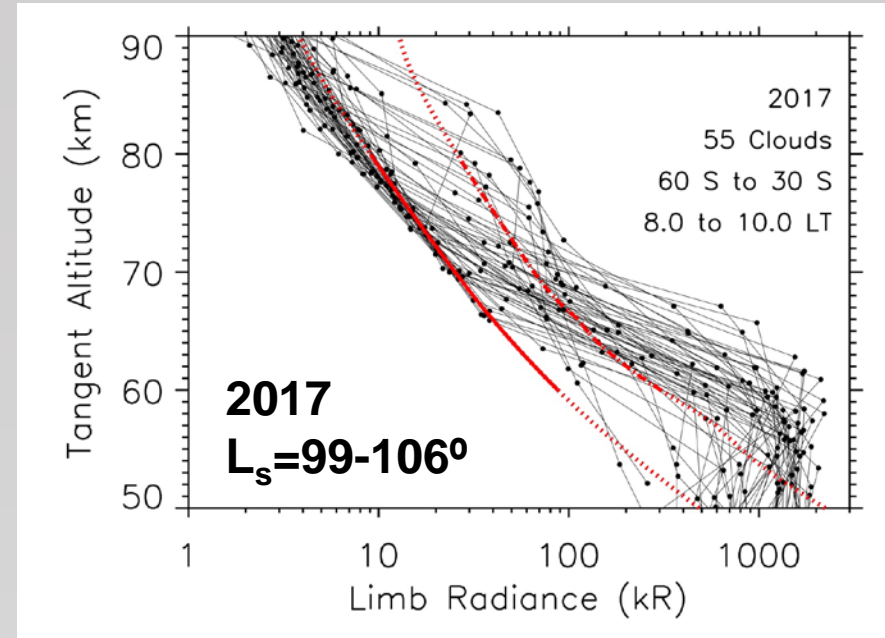 90
80
70
60
50
Tangent Altitude (km)
2017
55 Clouds
60 S to 30 S
8.0 to 10.0 LT
2017
Ls=99-106º
1 10 100 1000
Limb Radiance (kR)